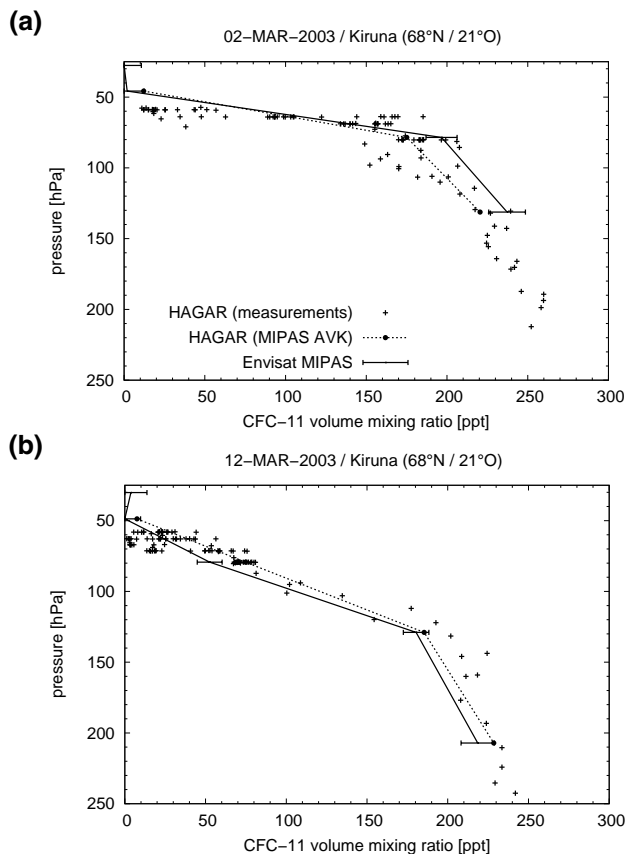 (a)
02−MAR−2003 / Kiruna (68°N / 21°O)
0
50
100
150
200
250
pressure [hPa]
HAGAR (measurements)
HAGAR (MIPAS AVK)
Envisat MIPAS
0 50 100 150 200 250 300
CFC−11 volume mixing ratio [ppt]
(b)
12−MAR−2003 / Kiruna (68°N / 21°O)
0
50
100
150
200
250
pressure [hPa]
0 50 100 150 200 250 300
CFC−11 volume mixing ratio [ppt]